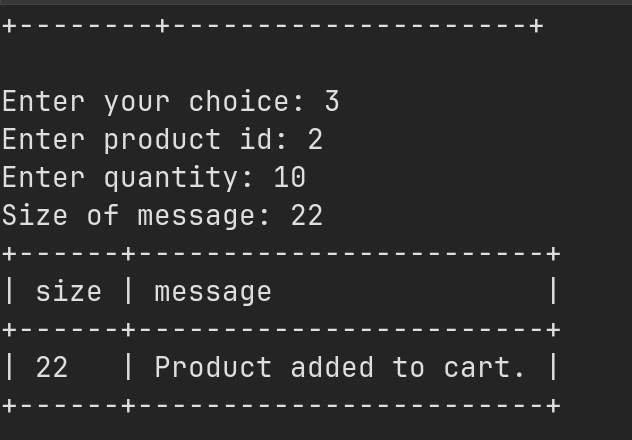 +--------+---------------------+
Enter your choice: 3
Enter product id: 2
Enter quantity: 10
Size of message: 22
+------+------------------------+
| size | message                |
+------+------------------------+
| 22   | Product added to cart. |
+------+------------------------+